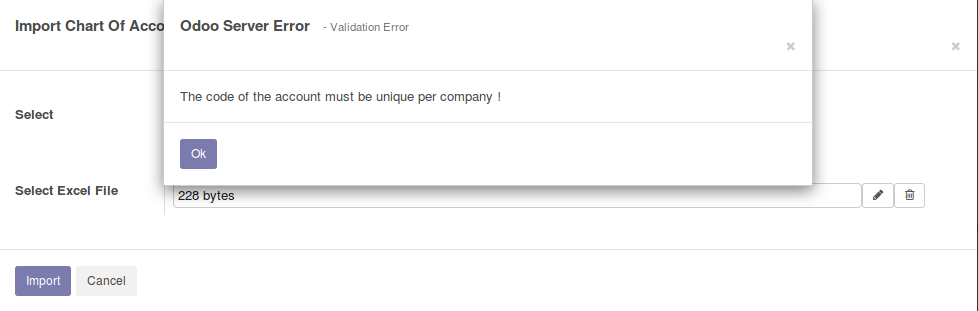 Import Chart Of Acco
Odoo Server Error - Validation Error
×
×
The code of the account must be unique per company !
Select
Ok
Select Excel File
228 bytes
Import
Cancel